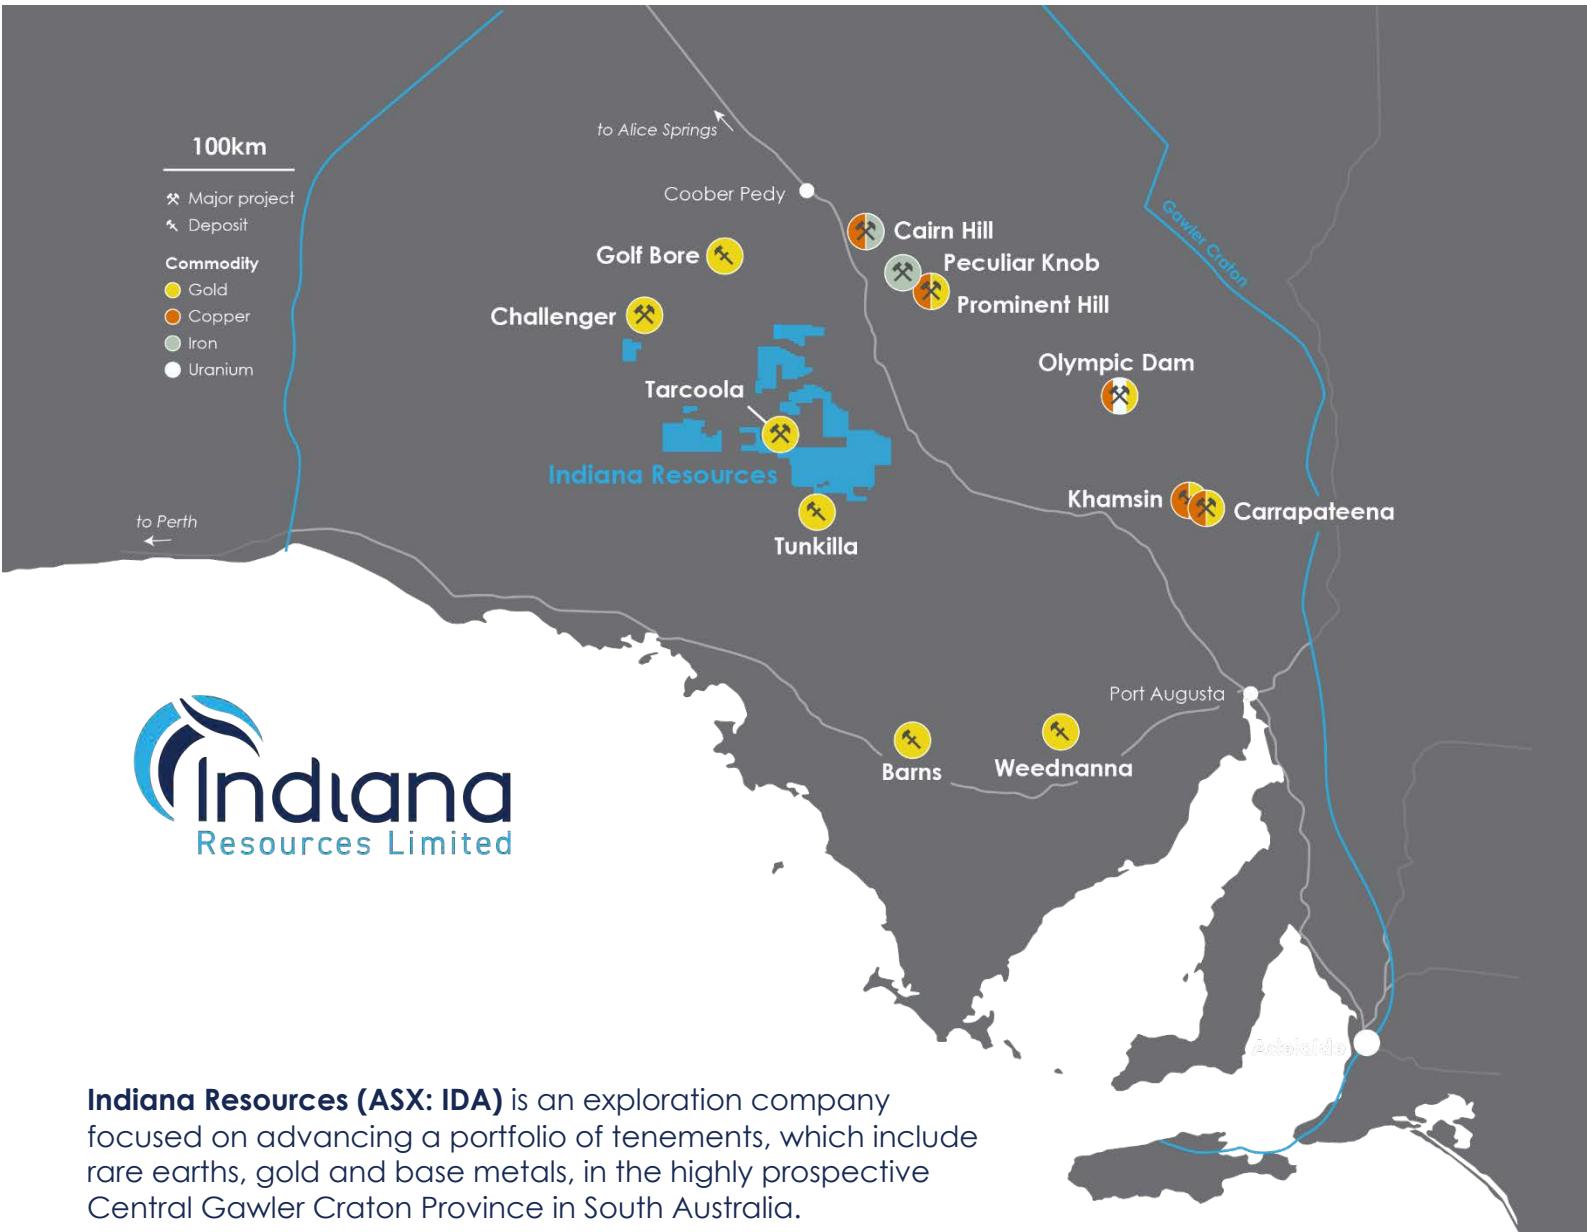 100km
Major project
Deposit
Commodity
Gold
Copper
Iron
Uranium
to Alice Springs
Coober Pedy
Cairn Hill
Golf Bore
Peculiar Knob
Prominent Hill
Challenger
Gawler Craton
Olympic Dam
Tarcoola
Indiana Resources
Khamsin
Carrapateena
to Perth
Tunkilla
Port Augusta
Barns
Weednanna
Indiana
Resources Limited
Adelaide
Indiana Resources (ASX: IDA) is an exploration company
focused on advancing a portfolio of tenements, which include
rare earths, gold and base metals, in the highly prospective
Central Gawler Craton Province in South Australia.